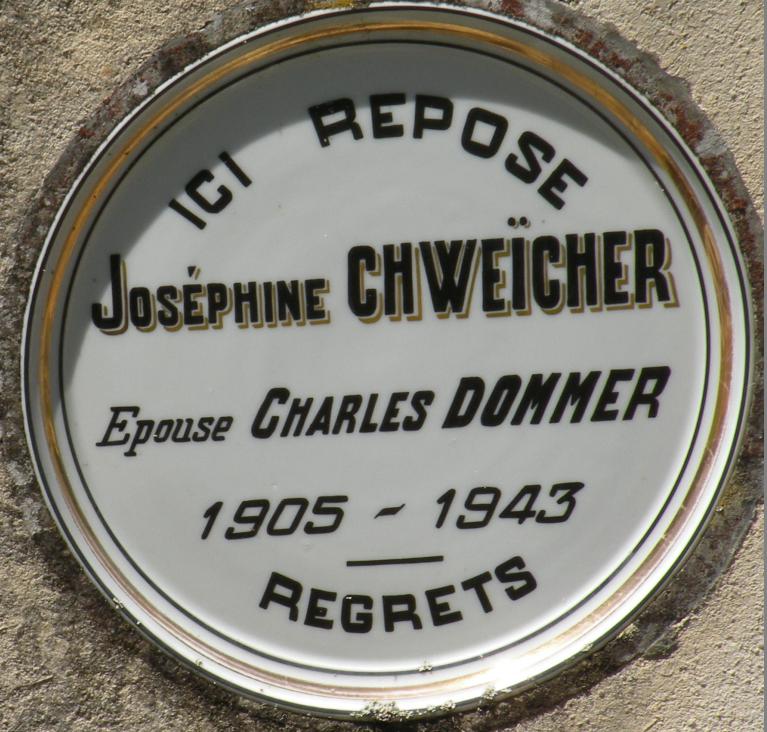 ICI REPOSE
JOSÉPHINE CHWEÏCHER
Epouse CHARLES DOMMER
1905 - 1943
REGRETS